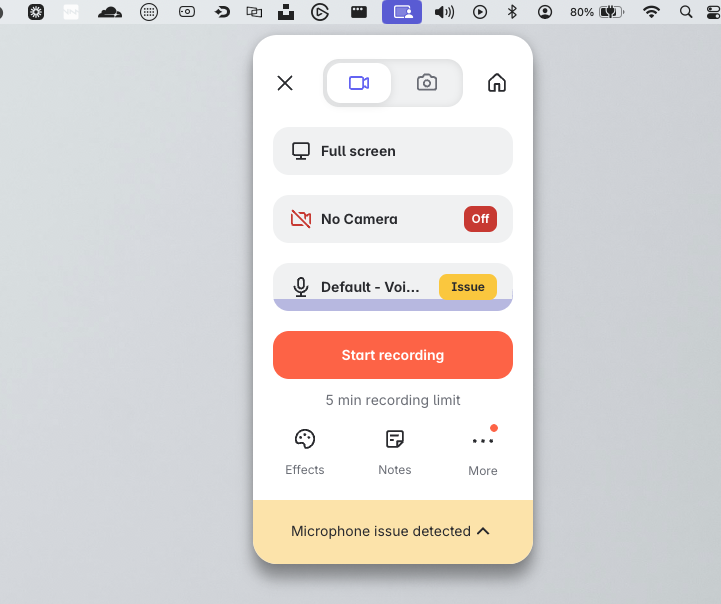 80%
Full screen
No Camera
Off
Default - Voi...
Issue
Start recording
5 min recording limit
Effects
Notes
More
Microphone issue detected